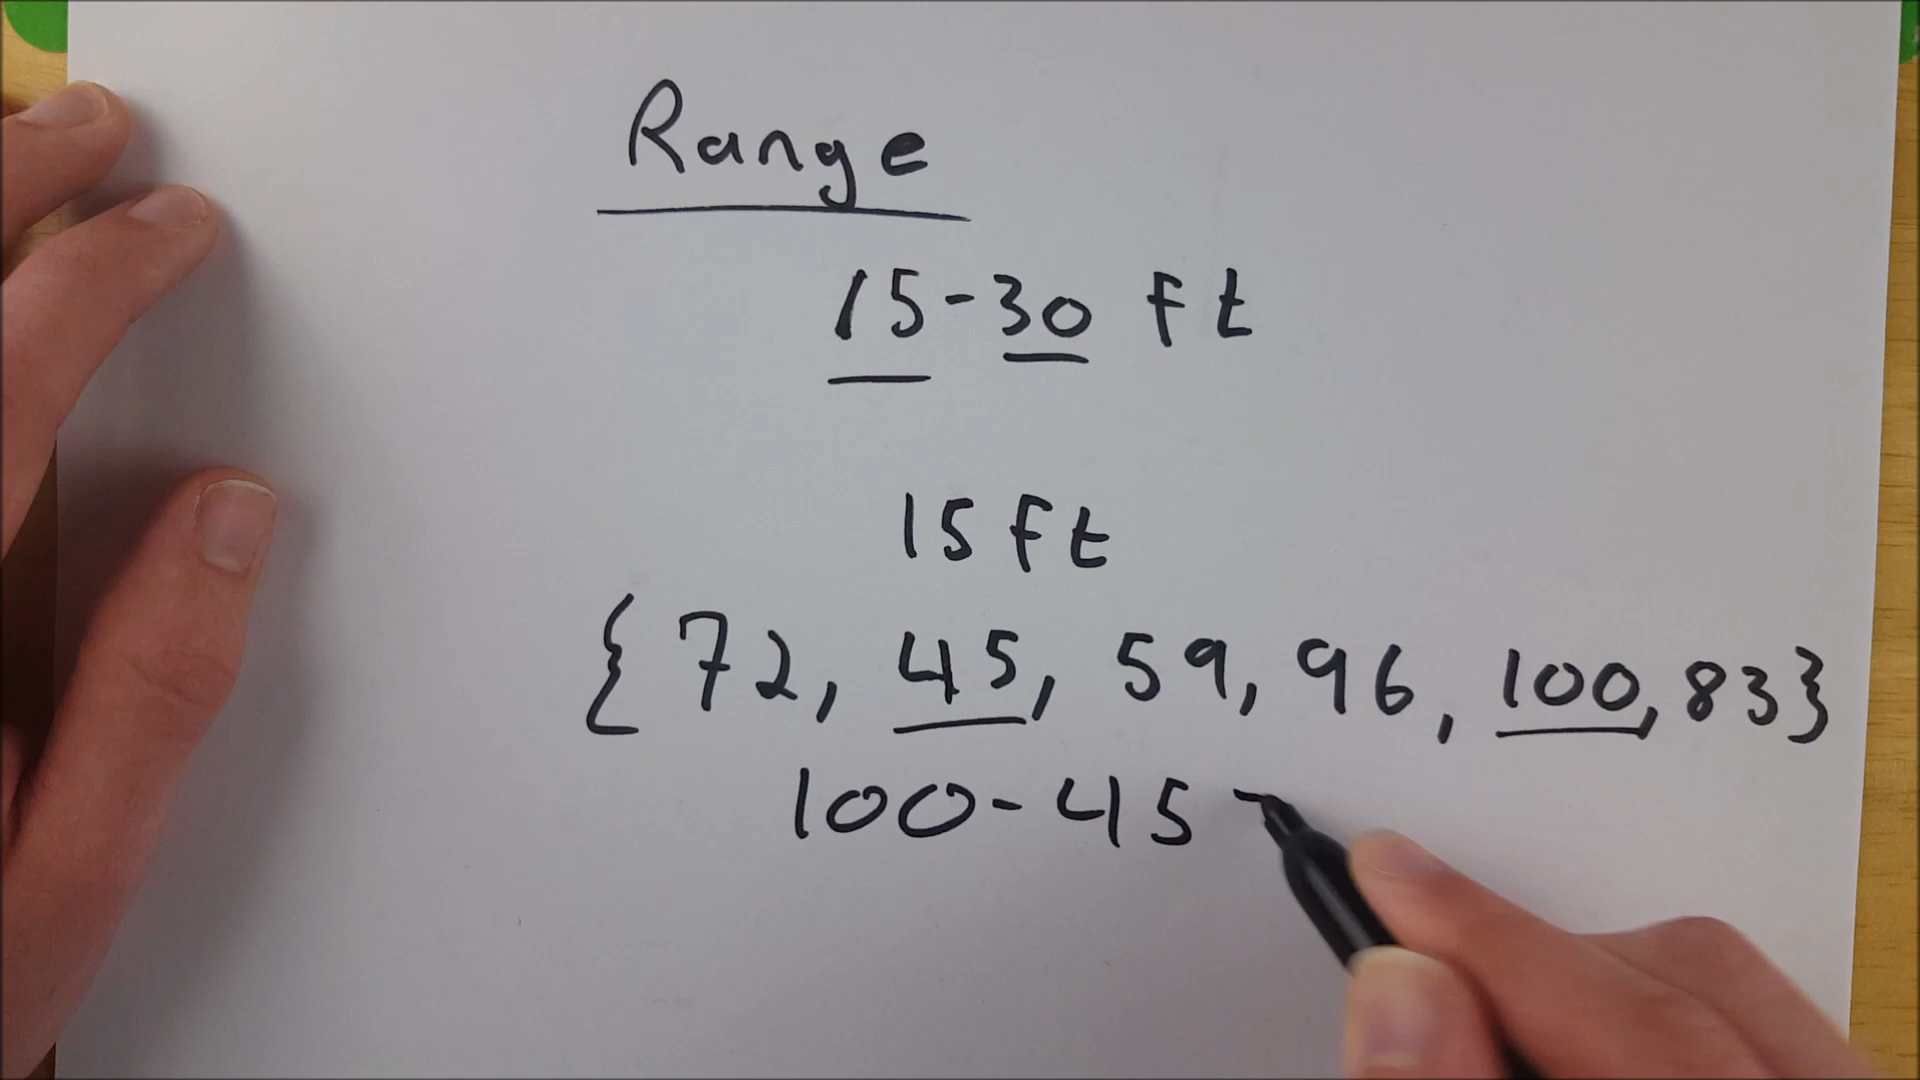 Range
15-30 ft
15 ft
{72, 45, 59, 96, 100, 83}
100-45 -